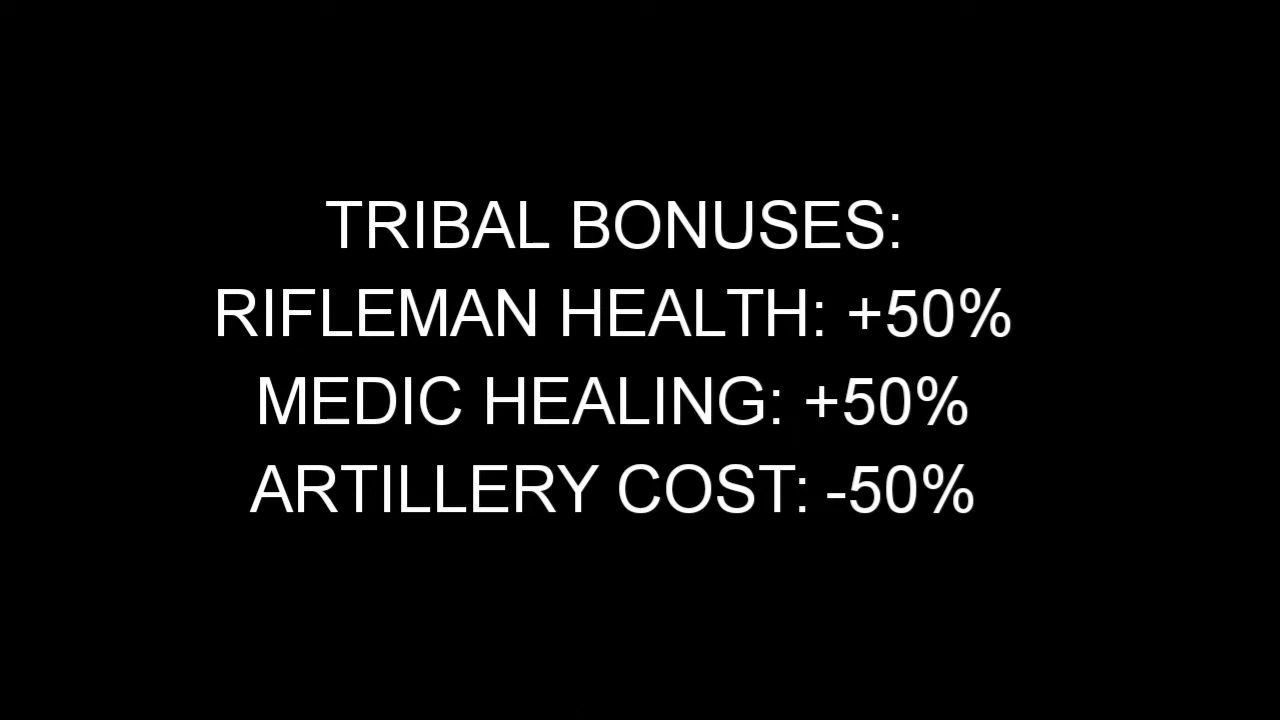 TRIBAL BONUSES:
RIFLEMAN HEALTH: +50%
MEDIC HEALING: +50%
ARTILLERY COST: -50%